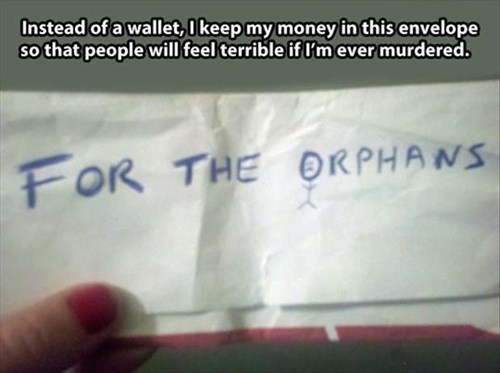 Instead of a wallet, I keep my money in this envelope
so that people will feel terrible if I'm ever murdered.
FOR THE ORPHANS